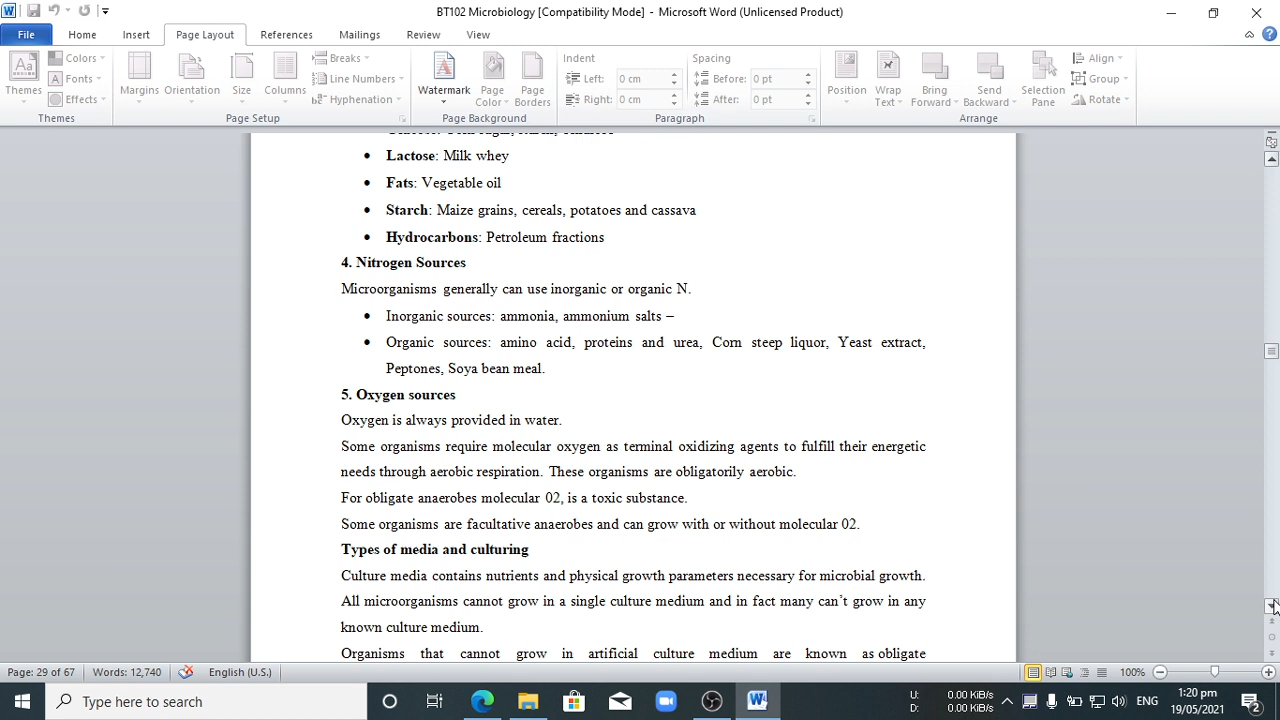 BT102 Microbiology [Compatibility Mode] - Microsoft Word (Unlicensed Product)
File Home Insert Page Layout References Mailings Review View
Themes Colors Fonts Effects
Margins Orientation Size Columns Breaks Line Numbers Hyphenation
Watermark Page Color Page Borders
Indent Spacing
Left: 0 cm Before: 0 pt
Right: 0 cm After: 0 pt
Position Wrap Text Bring Forward Send Backward Selection Pane Align Group Rotate
Themes Page Setup Page Background Paragraph Arrange
• Lactose: Milk whey
• Fats: Vegetable oil
• Starch: Maize grains, cereals, potatoes and cassava
• Hydrocarbons: Petroleum fractions
4. Nitrogen Sources
Microorganisms generally can use inorganic or organic N.
• Inorganic sources: ammonia, ammonium salts –
• Organic sources: amino acid, proteins and urea, Corn steep liquor, Yeast extract,
Peptones, Soya bean meal.
5. Oxygen sources
Oxygen is always provided in water.
Some organisms require molecular oxygen as terminal oxidizing agents to fulfill their energetic
needs through aerobic respiration. These organisms are obligatorily aerobic.
For obligate anaerobes molecular 02, is a toxic substance.
Some organisms are facultative anaerobes and can grow with or without molecular 02.
Types of media and culturing
Culture media contains nutrients and physical growth parameters necessary for microbial growth.
All microorganisms cannot grow in a single culture medium and in fact many can't grow in any
known culture medium.
Organisms that cannot grow in artificial culture medium are known as obligate
Page: 29 of 67 Words: 12,740 English (U.S.) 100%
Type here to search
U: 0.00 KiB/s
D: 0.00 KiB/s
ENG
1:20 pm
19/05/2021
2